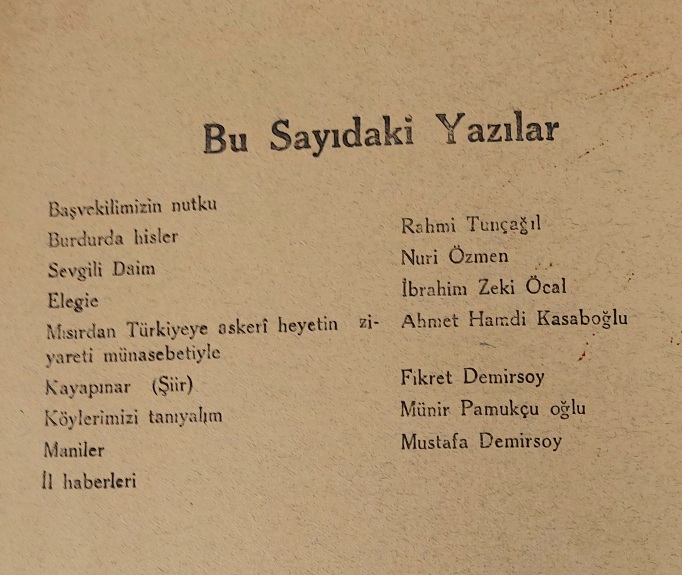 Bu Sayıdaki Yazılar
Başvekilimizin nutku
Burdurda hisler Rahmi Tunçağıl
Sevgili Daim Nuri Özmen
Elegie İbrahim Zeki Öcal
Mısırdan Türkiyeye askerî heyetin zi- Ahmet Hamdi Kasaboğlu
yareti münasebetiyle
Kayapınar (Şiir) Fikret Demirsoy
Köylerimizi tanıyalım Münir Pamukçu oğlu
Maniler Mustafa Demirsoy
İl haberleri